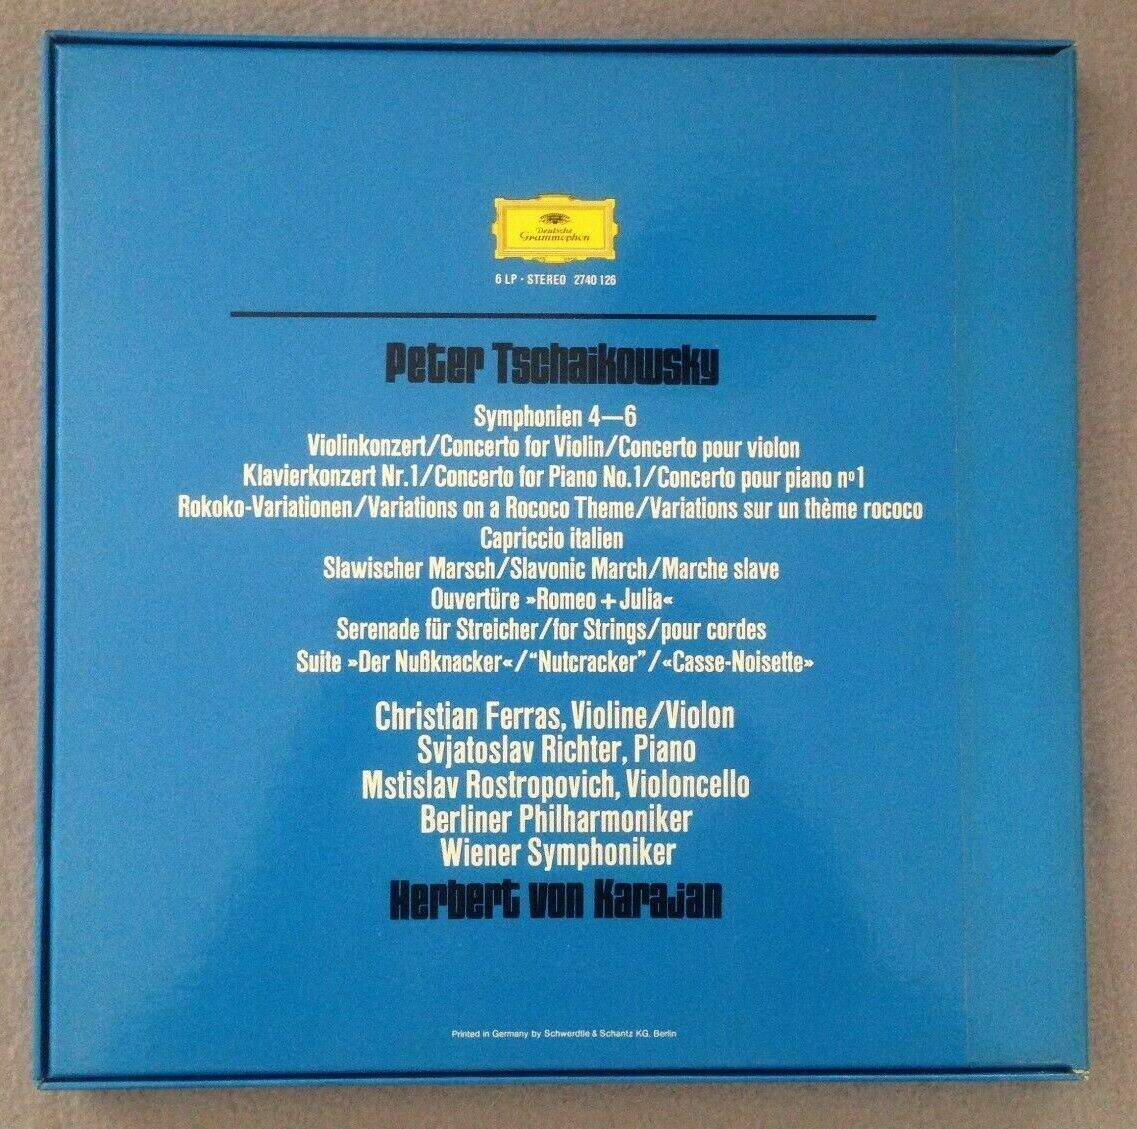 Deutsche
Grammophon
6 LP · STEREO 2740 126
Peter Tschaikowsky
Symphonien 4—6
Violinkonzert/Concerto for Violin/Concerto pour violon
Klavierkonzert Nr.1/Concerto for Piano No.1/Concerto pour piano nº1
Rokoko-Variationen/Variations on a Rococo Theme/Variations sur un thème rococo
Capriccio italien
Slawischer Marsch/Slavonic March/Marche slave
Ouvertüre »Romeo + Julia«
Serenade für Streicher/for Strings/pour cordes
Suite »Der Nußknacker«/“Nutcracker”/«Casse-Noisette»
Christian Ferras, Violine/Violon
Svjatoslav Richter, Piano
Mstislav Rostropovich, Violoncello
Berliner Philharmoniker
Wiener Symphoniker
Herbert von Karajan
Printed in Germany by Schwerdtle & Schantz KG. Berlin